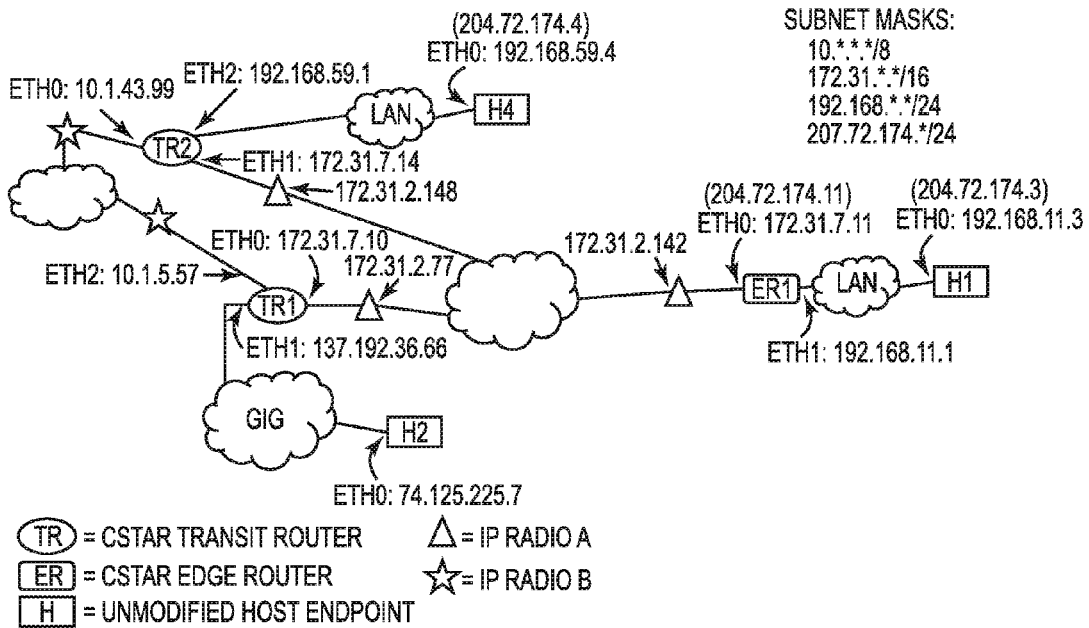 (204.72.174.4)
ETH0: 192.168.59.4
SUBNET MASKS:
10.*.*.*/8
172.31.*.*/16
192.168.*.*/24
207.72.174.*/24
ETH2: 192.168.59.1
ETH0: 10.1.43.99
LAN
H4
TR2
ETH1: 172.31.7.14
172.31.2.148
(204.72.174.11)
ETH0: 172.31.7.11
(204.72.174.3)
ETH0: 192.168.11.3
ETH0: 172.31.7.10
172.31.2.142
172.31.2.77
ETH2: 10.1.5.57
TR1
ER1
LAN
H1
ETH1: 137.192.36.66
ETH1: 192.168.11.1
GIG
H2
ETH0: 74.125.225.7
TR = CSTAR TRANSIT ROUTER
= IP RADIO A
ER = CSTAR EDGE ROUTER
= IP RADIO B
H = UNMODIFIED HOST ENDPOINT